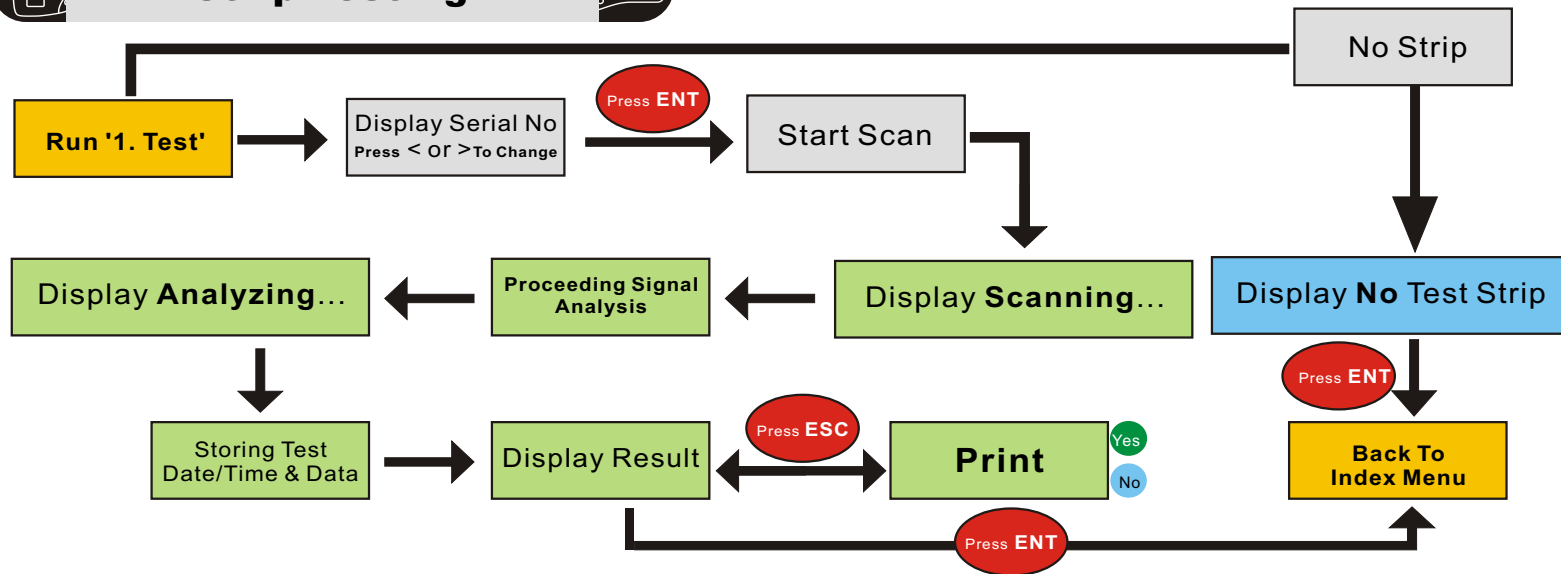 No Strip
Run '1. Test'
Display Serial No
Press < or >To Change
Press ENT
Start Scan
Display Analyzing...
Proceeding Signal
Analysis
Display Scanning...
Display No Test Strip
Press ENT
Storing Test
Date/Time & Data
Display Result
Press ESC
Print
Yes
No
Back To
Index Menu
Press ENT